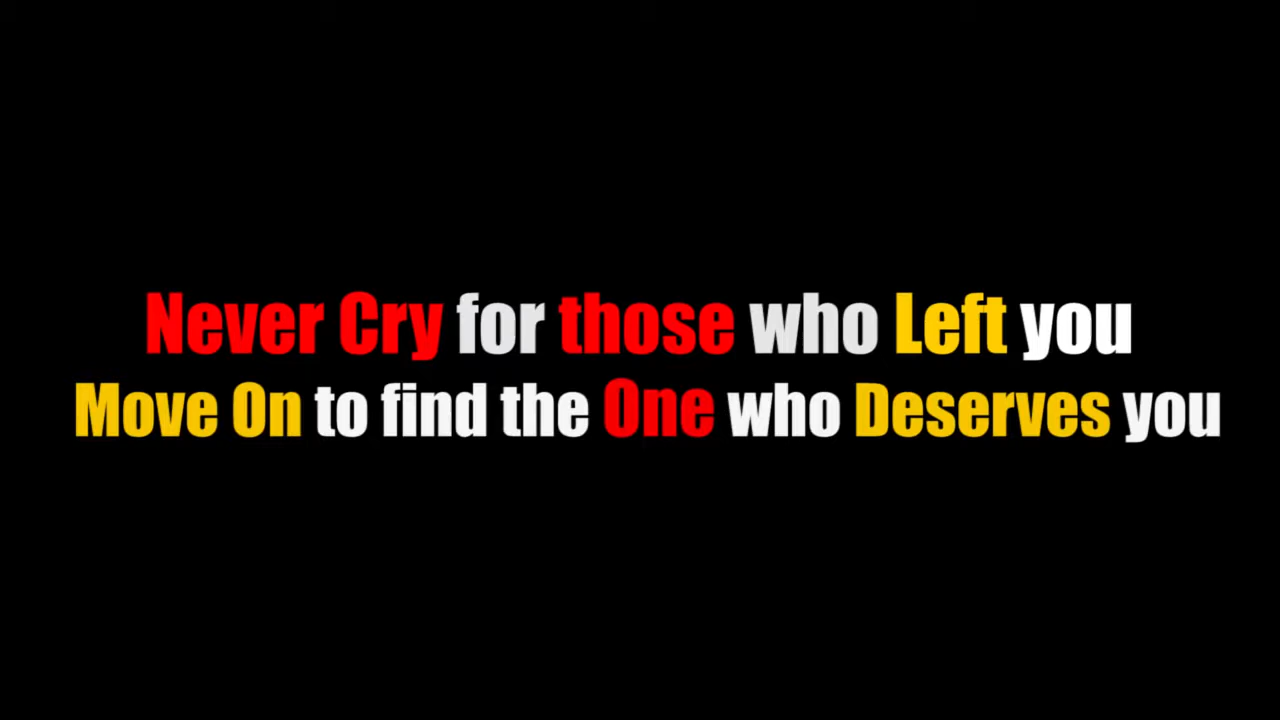 Never Cry for those who Left you
Move On to find the One who Deserves you